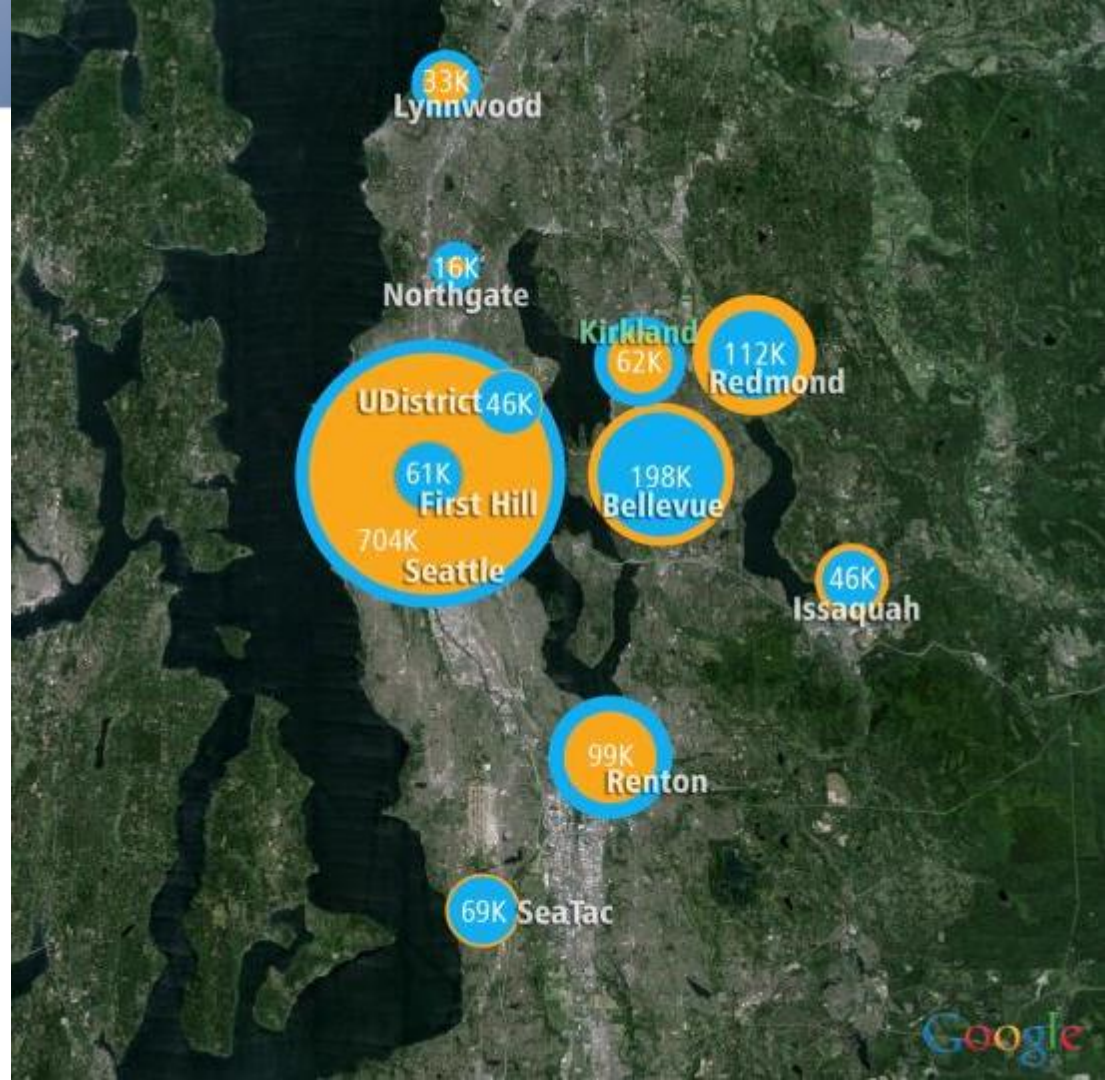 33K
Lynnwood
16K
Northgate
Kirkland
62K
112K
Redmond
UDistrict 46K
61K
First Hill
198K
Bellevue
704K
Seattle
46K
Issaquah
99K
Renton
69K SeaTac
Google